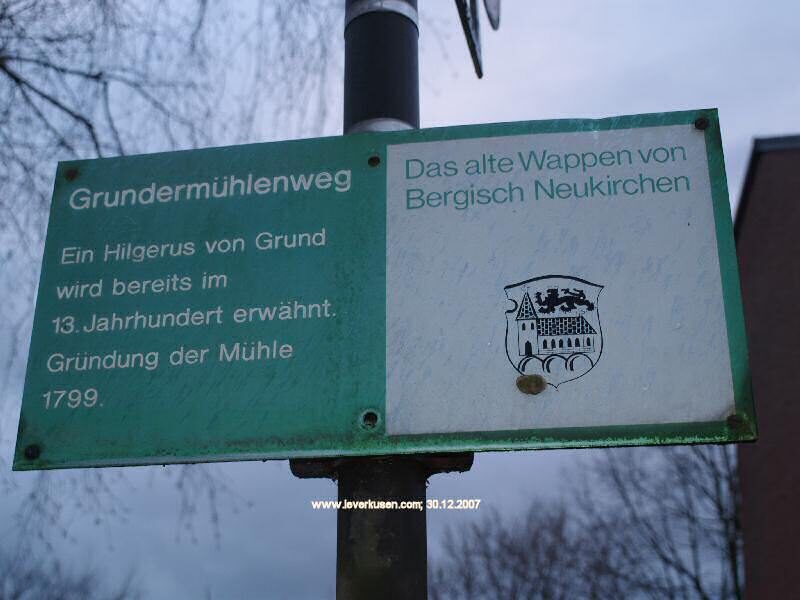 Grundermühlenweg
Ein Hilgerus von Grund
wird bereits im
13. Jahrhundert erwähnt.
Gründung der Mühle
1799.
Das alte Wappen von
Bergisch Neukirchen
www.leverkusen.com; 30.12.2007